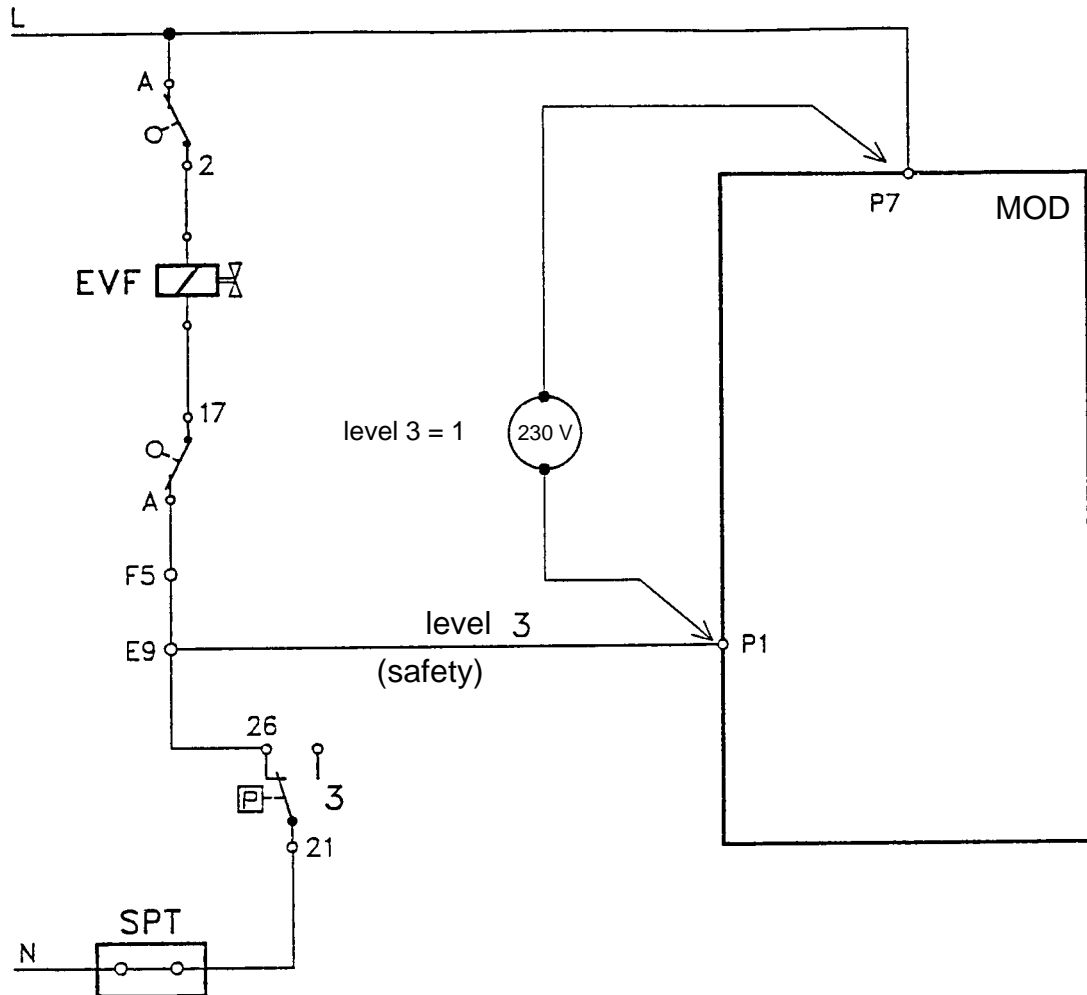 L
A
2
P7
MOD
EVF
17
level 3 = 1
230 V
A
F5
level 3
E9
P1
(safety)
26
P
3
21
SPT
N